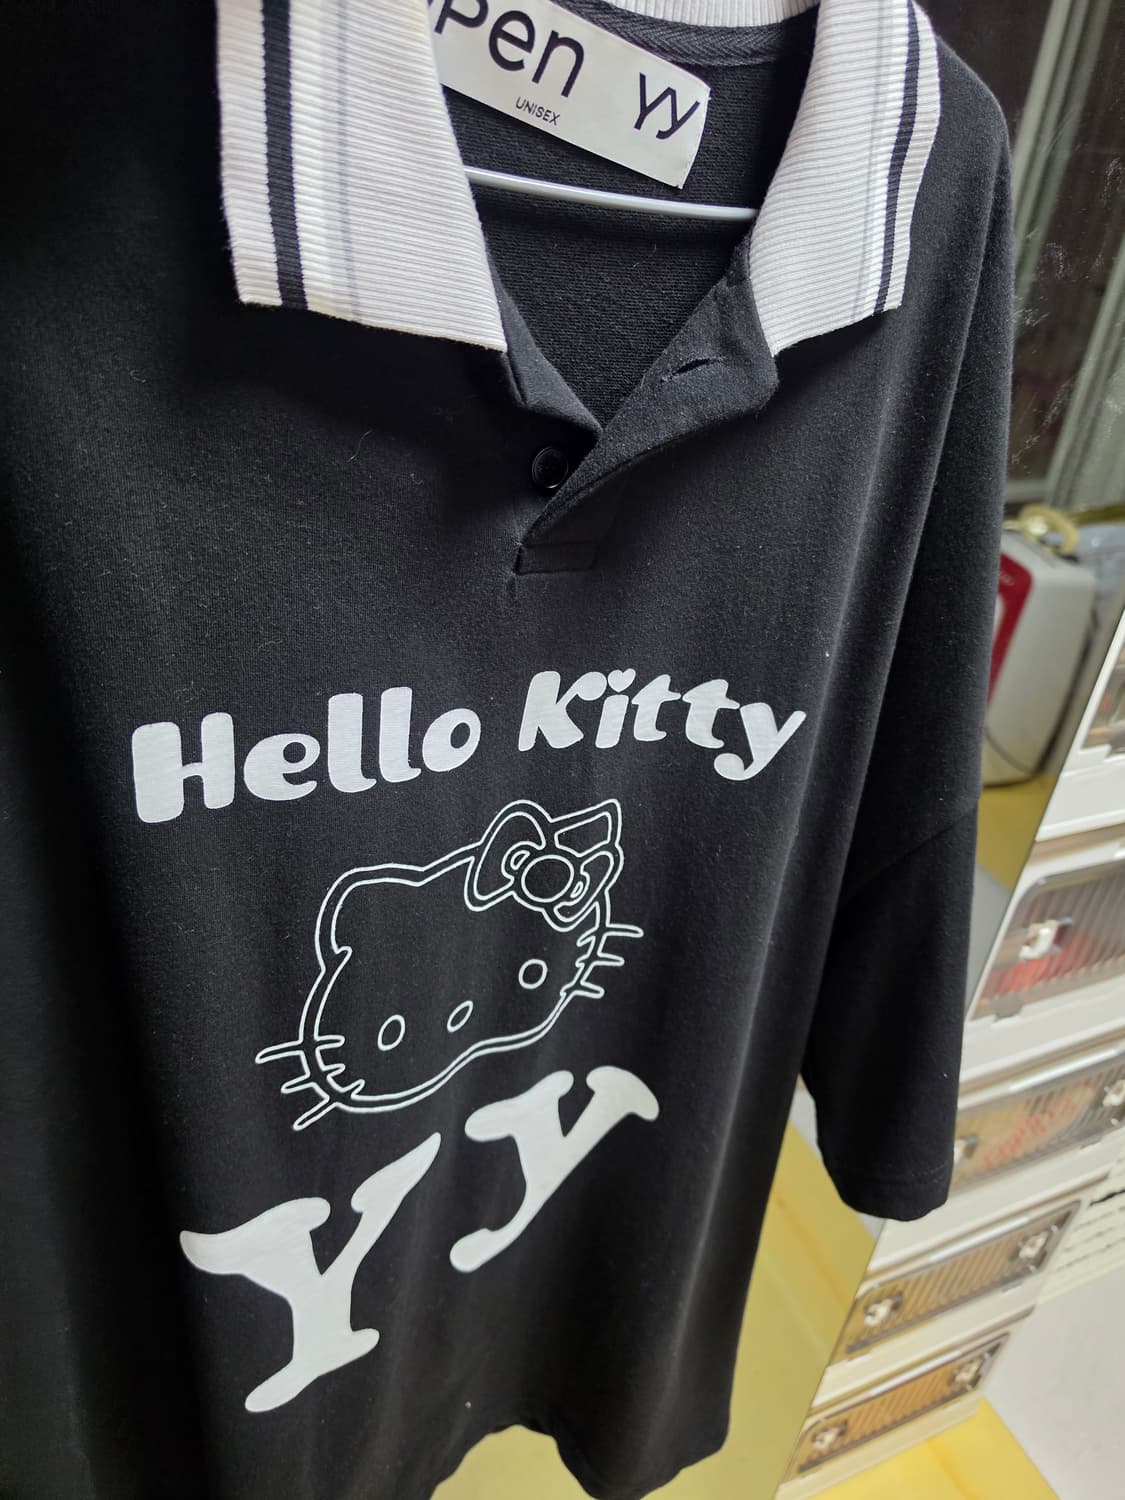 pen yy
UNISEX
Hello Kitty
Yy